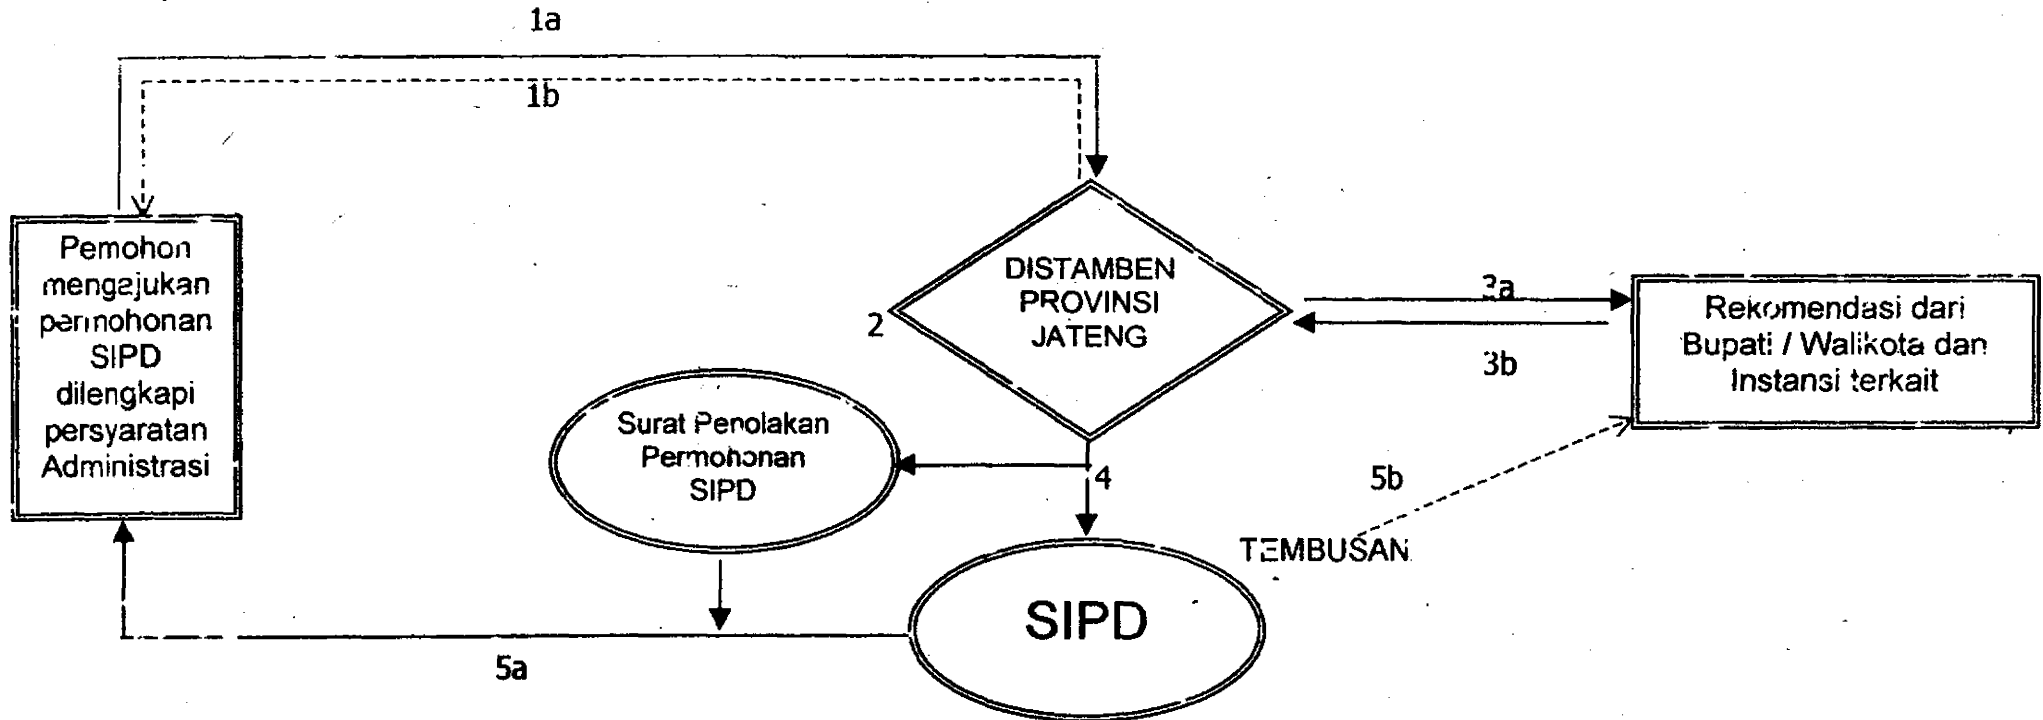 1a
1b
Pemohon
mengajukan
permohonan
SIPD
dilengkapi
persyaratan
Administrasi
DISTAMBEN
PROVINSI
JATENG
2
3a
3b
Rekomendasi dari
Bupati / Walikota dan
Instansi terkait
Surat Penolakan
Permohonan
SIPD
4
5b
TEMBUSAN
SIPD
5a